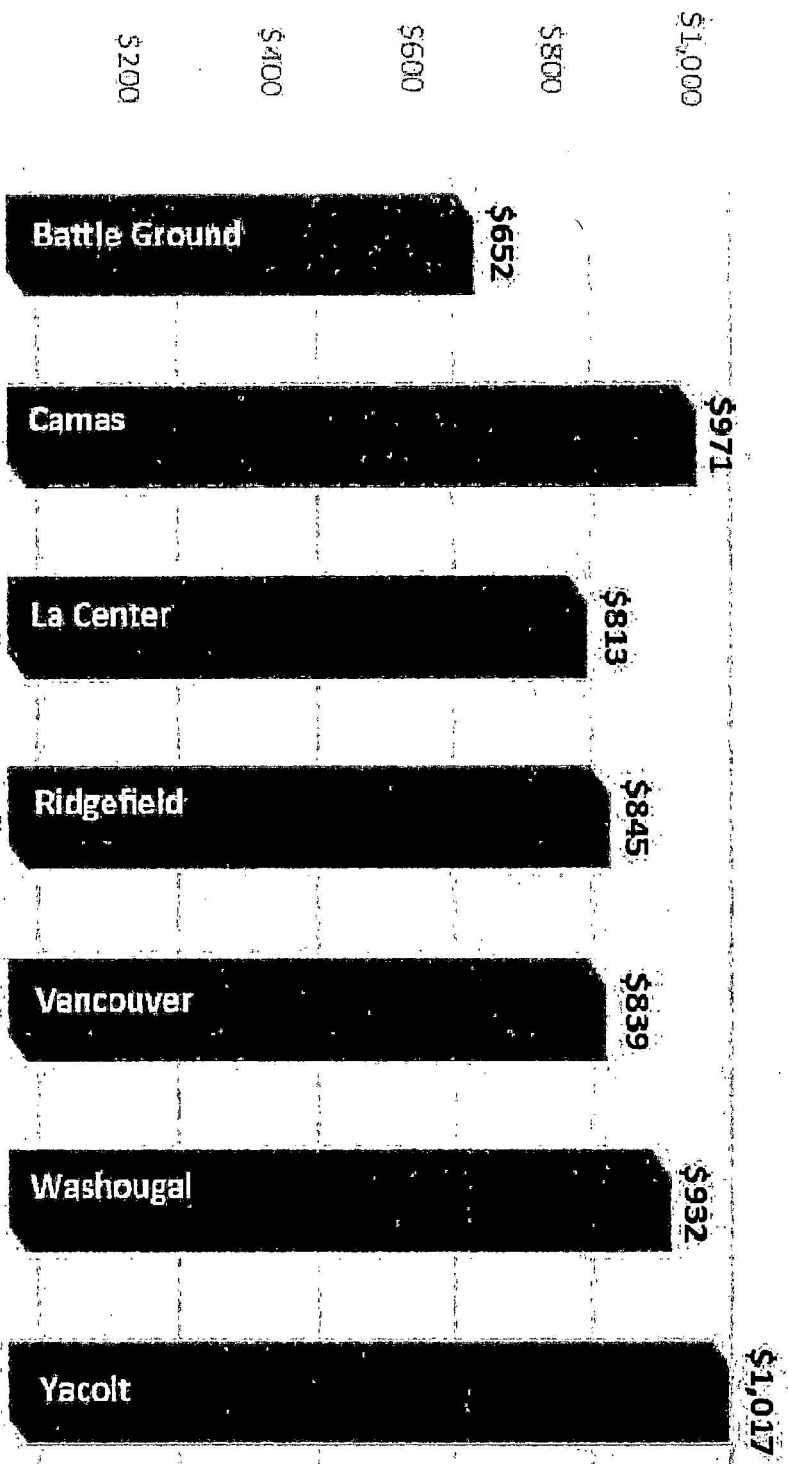 $1,000
$800
$600
$400
$200
$652
Battle Ground
$971
Camas
$813
La Center
$845
Ridgefield
$839
Vancouver
$932
Washougal
$1,017
Yacolt